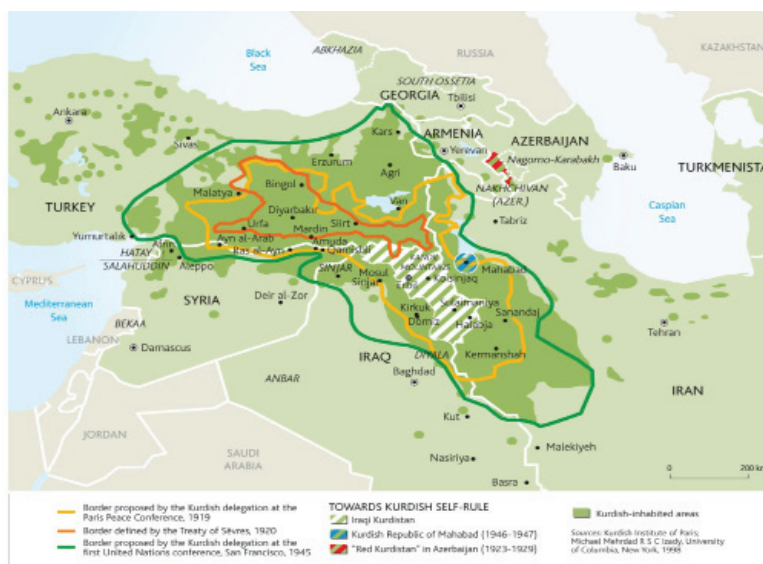 ABKHAZIA
RUSSIA
KAZAKHSTAN
Black
Sea
SOUTH OSSETIA
GEORGIA
Tbilisi
Ankara
Kars
ARMENIA
AZERBAIJAN
Sivas
Yerevan
Erzurum
Nagorno-Karabakh
Baku
Agri
TURKMENISTA
Bingol
NAKHCHIVAN
(AZER.)
Malatya
Van
Caspian
Sea
TURKEY
Diyarbakir
Siirt
Tabriz
Urfa
Mardin
Yumurtalik
Amuda
Afrin
Ayn al-Arab
Ras al-Ayn
Qamishli
HATAY
SALAHUDDIN
Aleppo
MOUNTAINS
Mahabad
SINJAR
Mosul
Erbil
Koisinjaq
CYPRUS
Sinjar
SYRIA
Deir al-Zor
Kirkuk
Sulaimaniya
Mediterranean
Sea
Domiz
Halabja
Sanandaj
BEKAA
LEBANON
Tehran
Kermanshah
Damascus
IRAQ
DIYALA
Baghdad
ANBAR
IRAN
Kut
JORDAN
SAUDI
ARABIA
Malekiyeh
Nasiriya
Basra
0
200 km
Border proposed by the Kurdish delegation at the
Paris Peace Conference, 1919
Border defined by the Treaty of Sèvres, 1920
Border proposed by the Kurdish delegation at the
first United Nations conference, San Francisco, 1945
TOWARDS KURDISH SELF-RULE
Iraqi Kurdistan
Kurdish Republic of Mahabad (1946-1947)
"Red Kurdistan" in Azerbaijan (1923-1929)
Kurdish-inhabited areas
Sources: Kurdish Institute of Paris;
Michael Mehrdad R S C Izady, University
of Columbia, New York, 1998